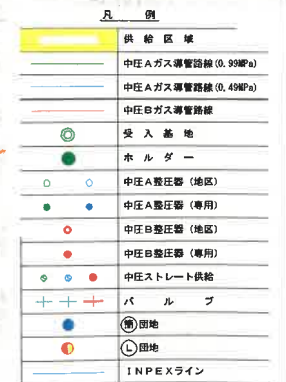 凡 例
供 給 区 域
中圧Aガス導管路線(0.99MPa)
中圧Aガス導管路線(0.49MPa)
中圧Bガス導管路線
受 入 基 地
ホ ル ダ ー
中圧A整圧器(地区)
中圧A整圧器(専用)
中圧B整圧器(地区)
中圧B整圧器(専用)
中圧ストレート供給
バ ル ブ
簡団地
Ⓛ団地
INPEXライン